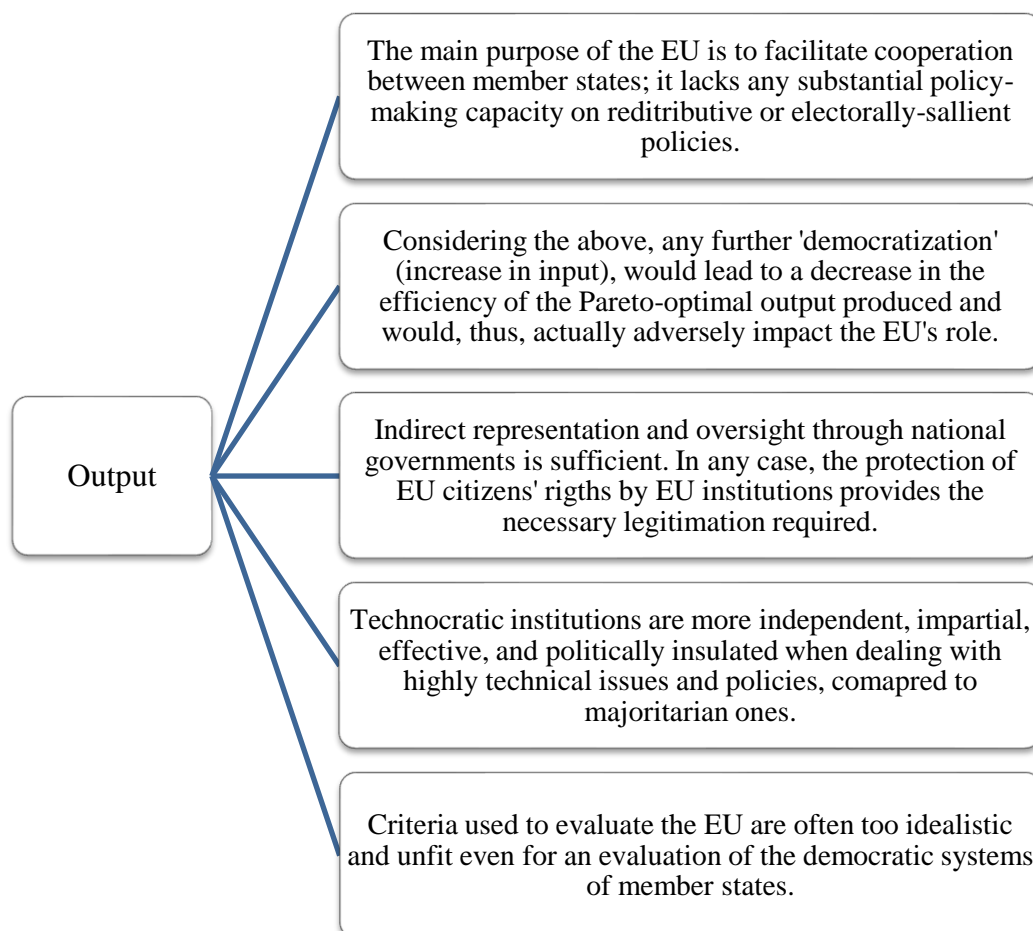 The main purpose of the EU is to facilitate cooperation
between member states; it lacks any substantial policy-
making capacity on reditributive or electorally-sallient
policies.
Considering the above, any further 'democratization'
(increase in input), would lead to a decrease in the
efficiency of the Pareto-optimal output produced and
would, thus, actually adversely impact the EU's role.
Output
Indirect representation and oversight through national
governments is sufficient. In any case, the protection of
EU citizens' rigths by EU institutions provides the
necessary legitimation required.
Technocratic institutions are more independent, impartial,
effective, and politically insulated when dealing with
highly technical issues and policies, comapred to
majoritarian ones.
Criteria used to evaluate the EU are often too idealistic
and unfit even for an evaluation of the democratic systems
of member states.